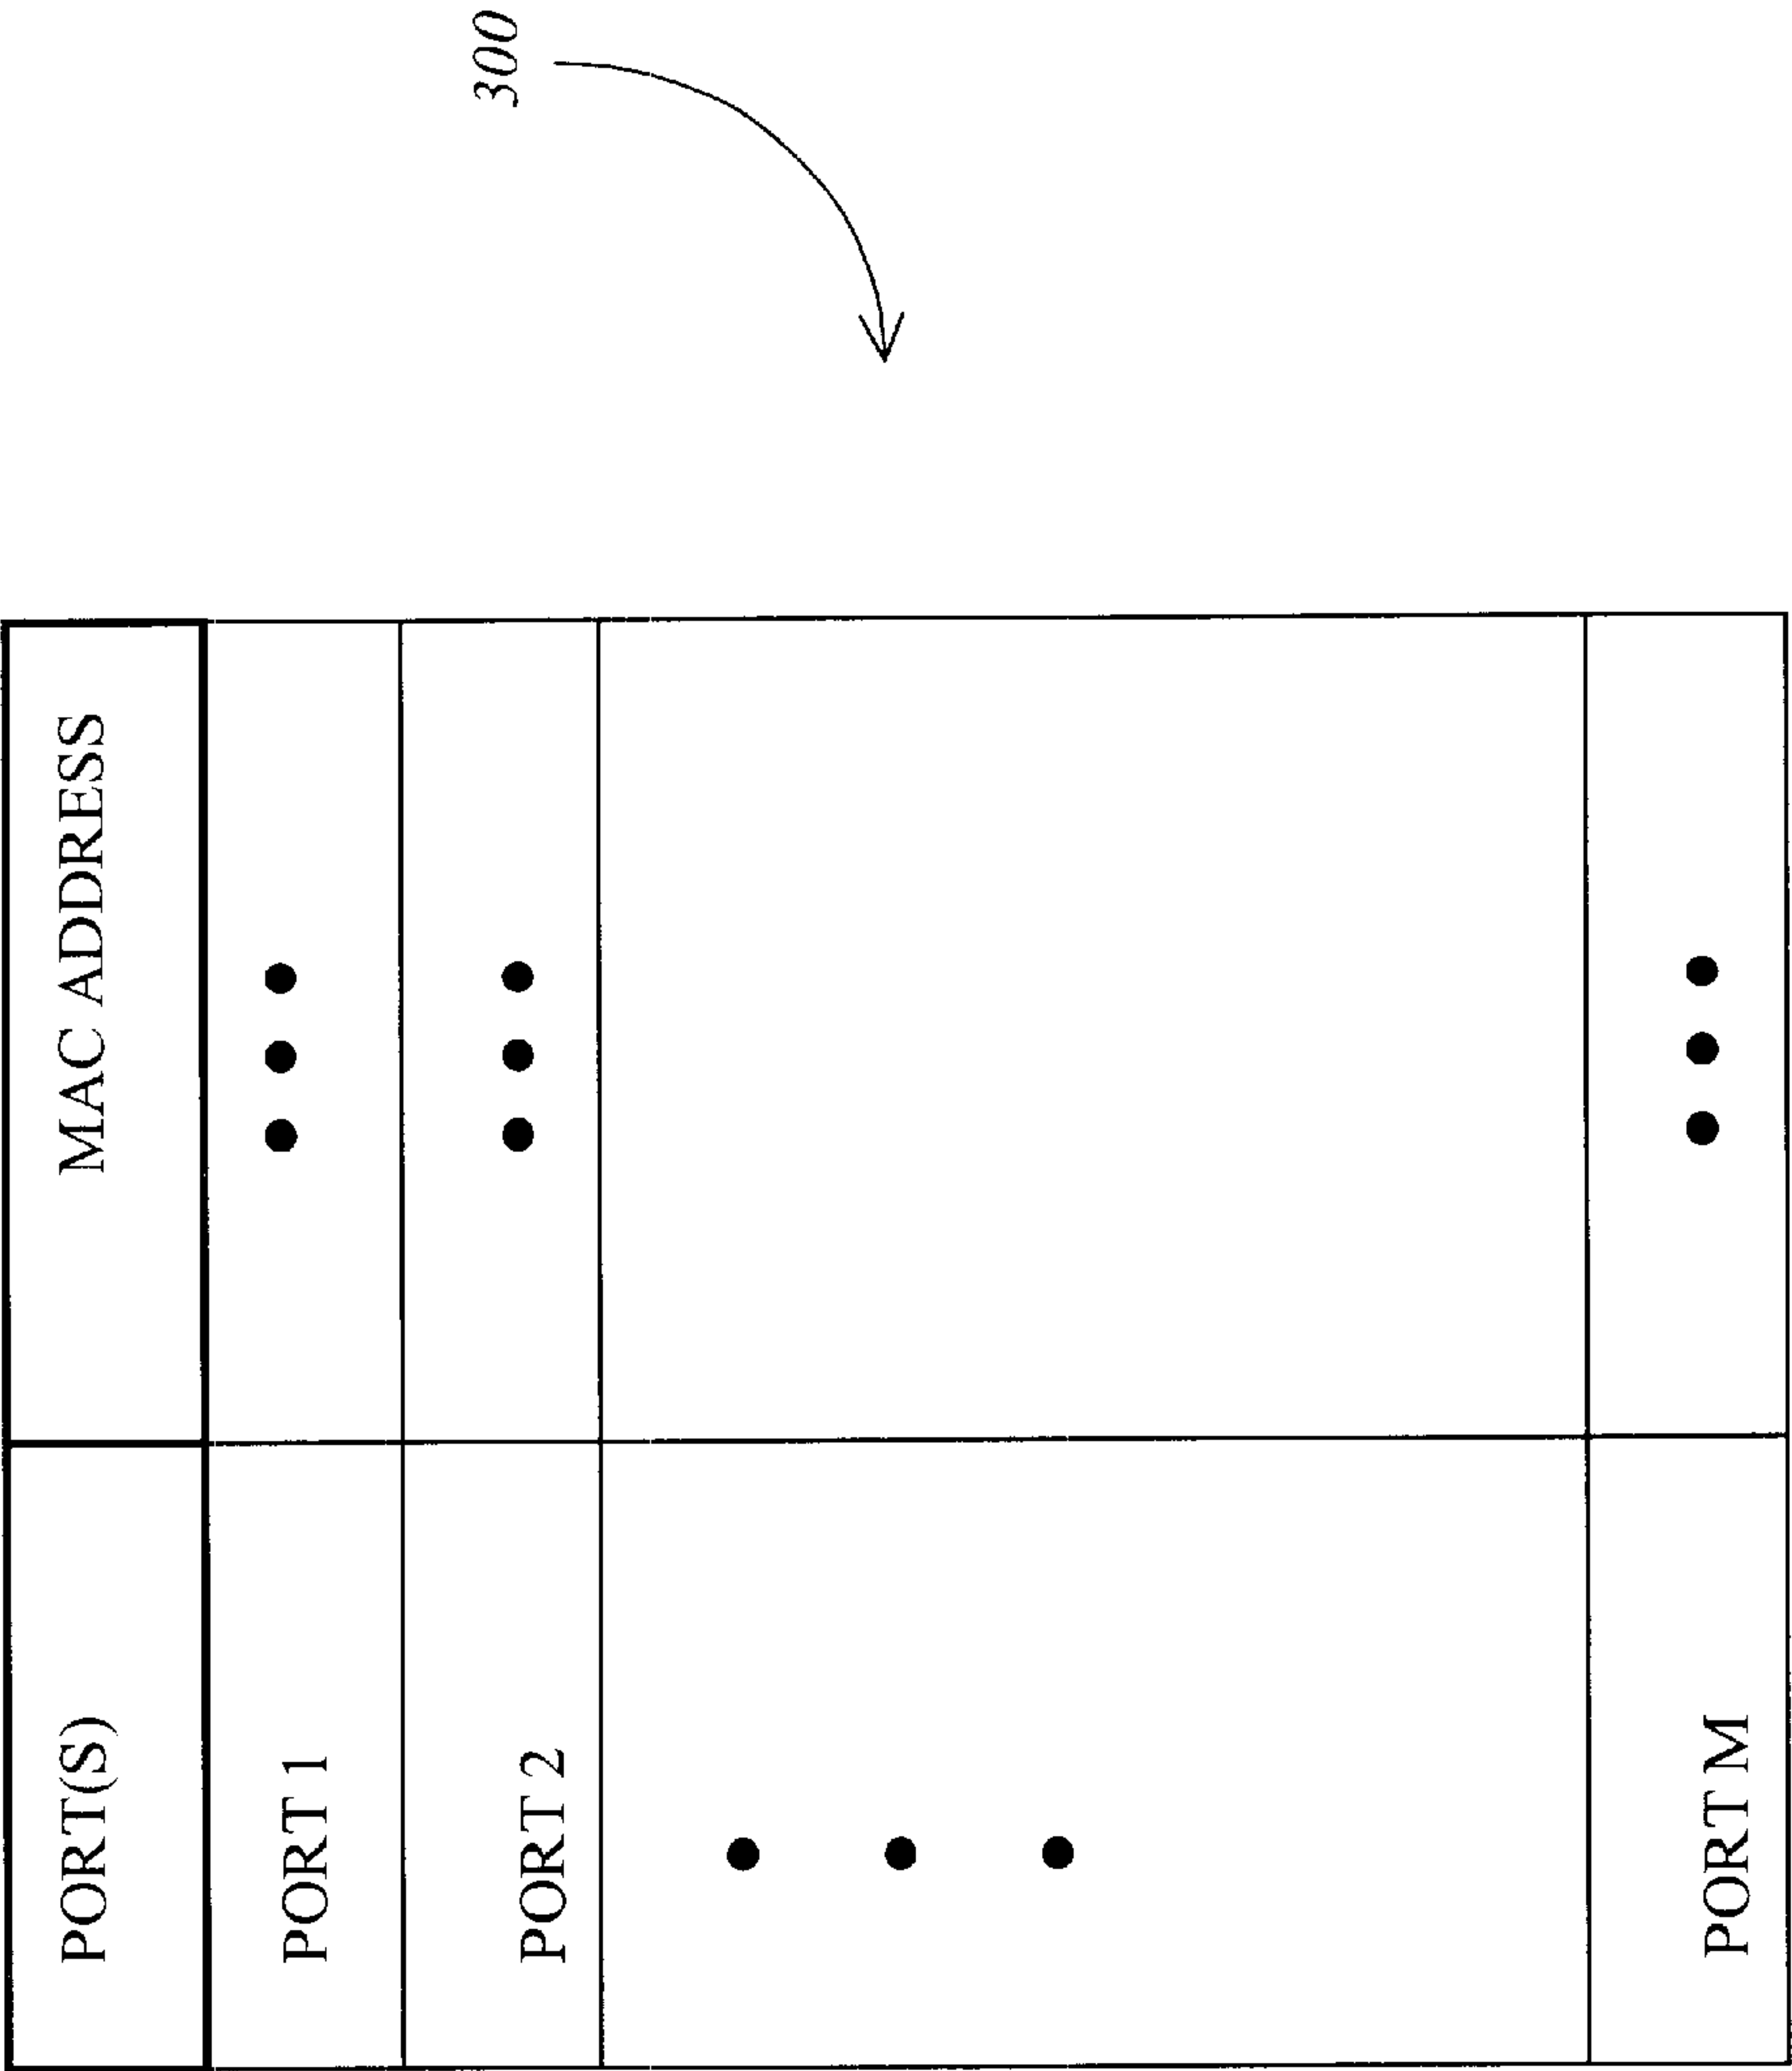 300
PORT(S) MAC ADDRESS
PORT 1 • • •
PORT 2 • • •
• • •
PORT M • • •